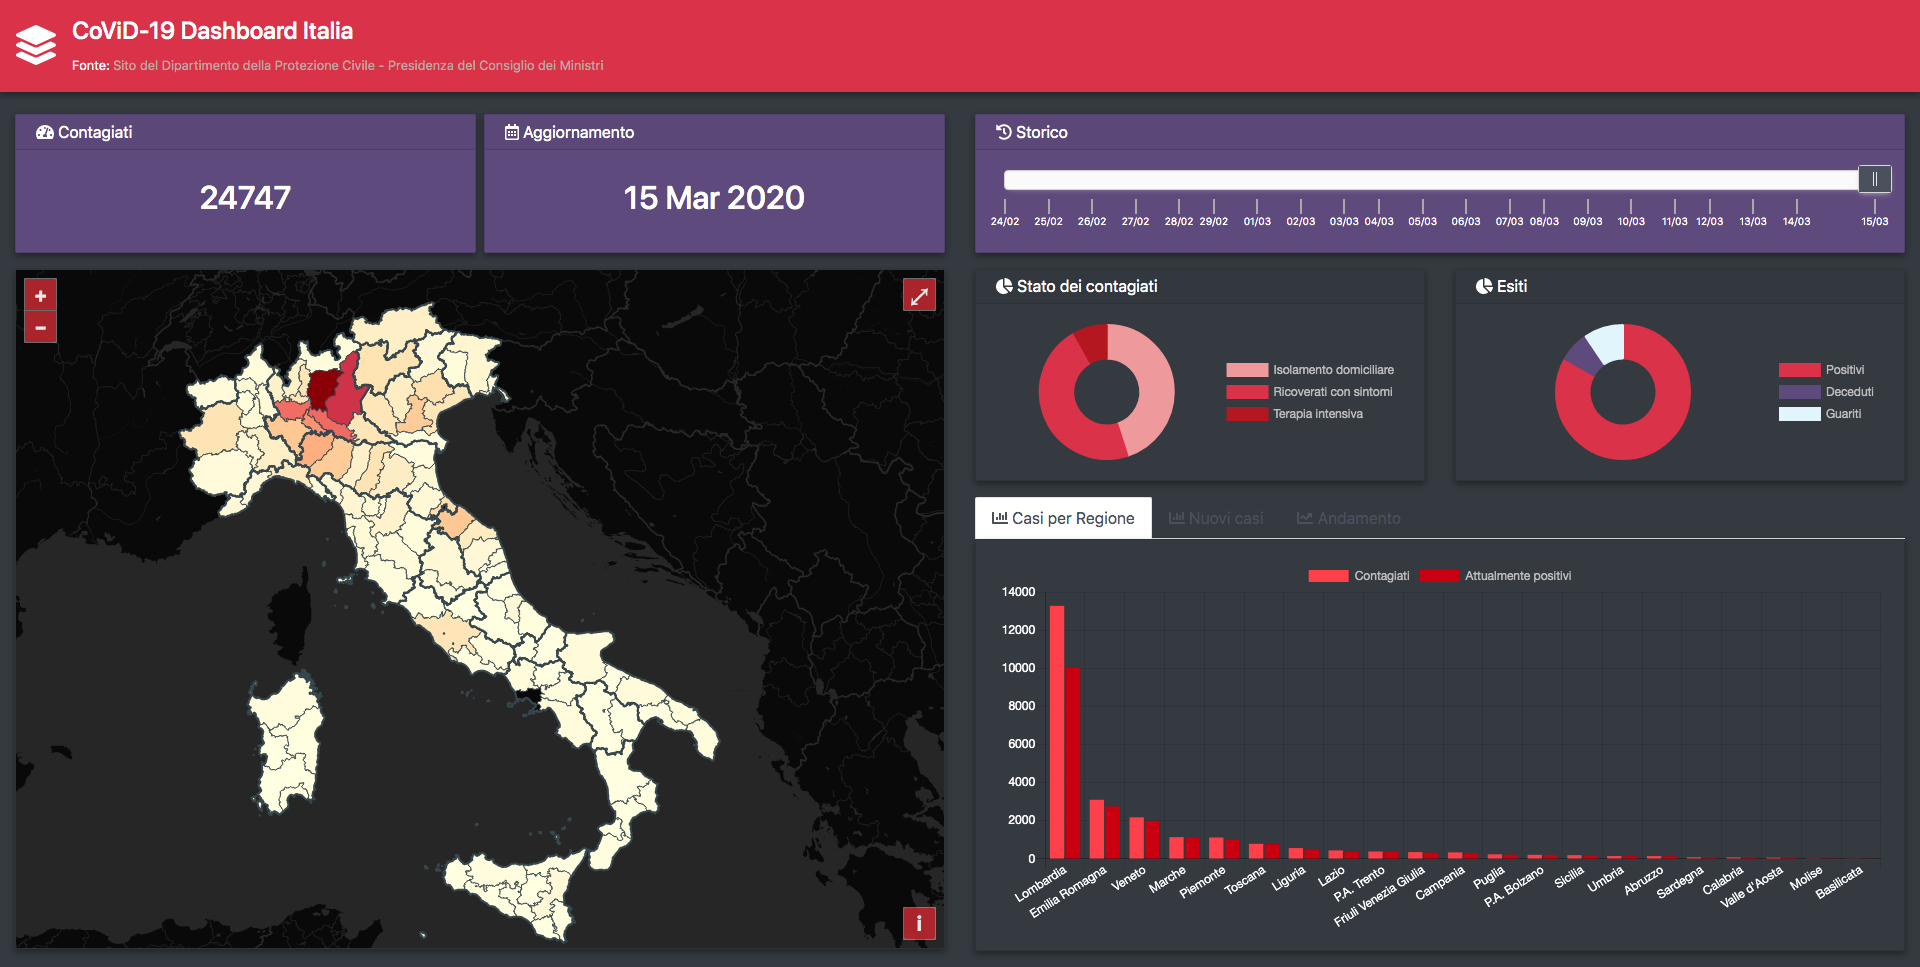 CoViD-19 Dashboard Italia
Fonte: Sito del Dipartimento della Protezione Civile - Presidenza del Consiglio dei Ministri
Contagiati
24747
Aggiornamento
15 Mar 2020
Storico
24/02 25/02 26/02 27/02 28/02 29/02 01/03 02/03 03/03 04/03 05/03 06/03 07/03 08/03 09/03 10/03 11/03 12/03 13/03 14/03 15/03
+
−
i
Stato dei contagiati
Isolamento domiciliare
Ricoverati con sintomi
Terapia intensiva
Esiti
Positivi
Deceduti
Guariti
Casi per Regione Nuovi casi Andamento
Contagiati Attualmente positivi
14000
12000
10000
8000
6000
4000
2000
0
Lombardia Emilia Romagna Veneto Marche Piemonte Toscana Liguria Lazio P.A. Trento Friuli Venezia Giulia Campania Puglia P.A. Bolzano Sicilia Umbria Abruzzo Sardegna Calabria Valle d'Aosta Molise Basilicata